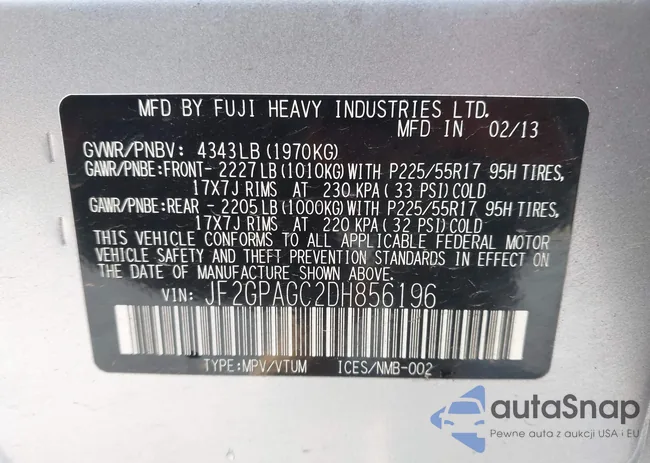 MFD BY FUJI HEAVY INDUSTRIES LTD.
MFD IN 02/13
GVWR/PNBV: 4343LB(1970KG)
GAWR/PNBE:FRONT- 2227LB(1010KG)WITH P225/55R17 95H TIRES,
17X7J RIMS AT 230 KPA( 33 PSI)COLD
GAWR/PNBE:REAR - 2205LB(1000KG)WITH P225/55R17 95H TIRES,
17X7J RIMS AT 220 KPA( 32 PSI)COLD
THIS VEHICLE CONFORMS TO ALL APPLICABLE FEDERAL MOTOR
VEHICLE SAFETY AND THEFT PREVENTION STANDARDS IN EFFECT ON
THE DATE OF MANUFACTURE SHOWN ABOVE.
VIN: JF2GPAGC2DH856196
TYPE:MPV/VTUM ICES/NMB-002
autaSnap
Pewne auta z aukcji USA i EU